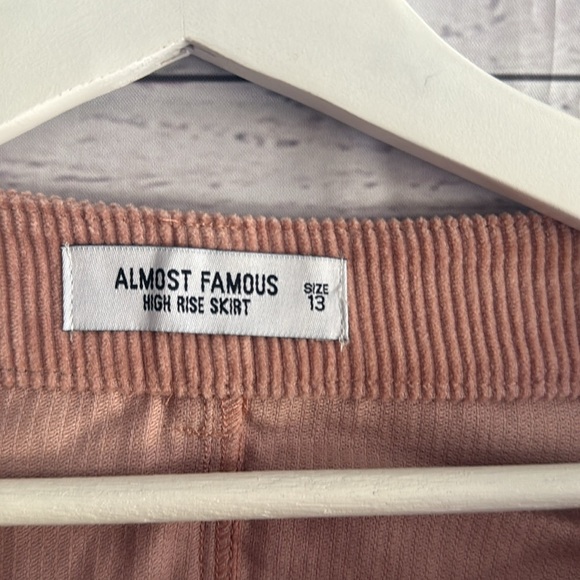 ALMOST FAMOUS
HIGH RISE SKIRT
SIZE
13